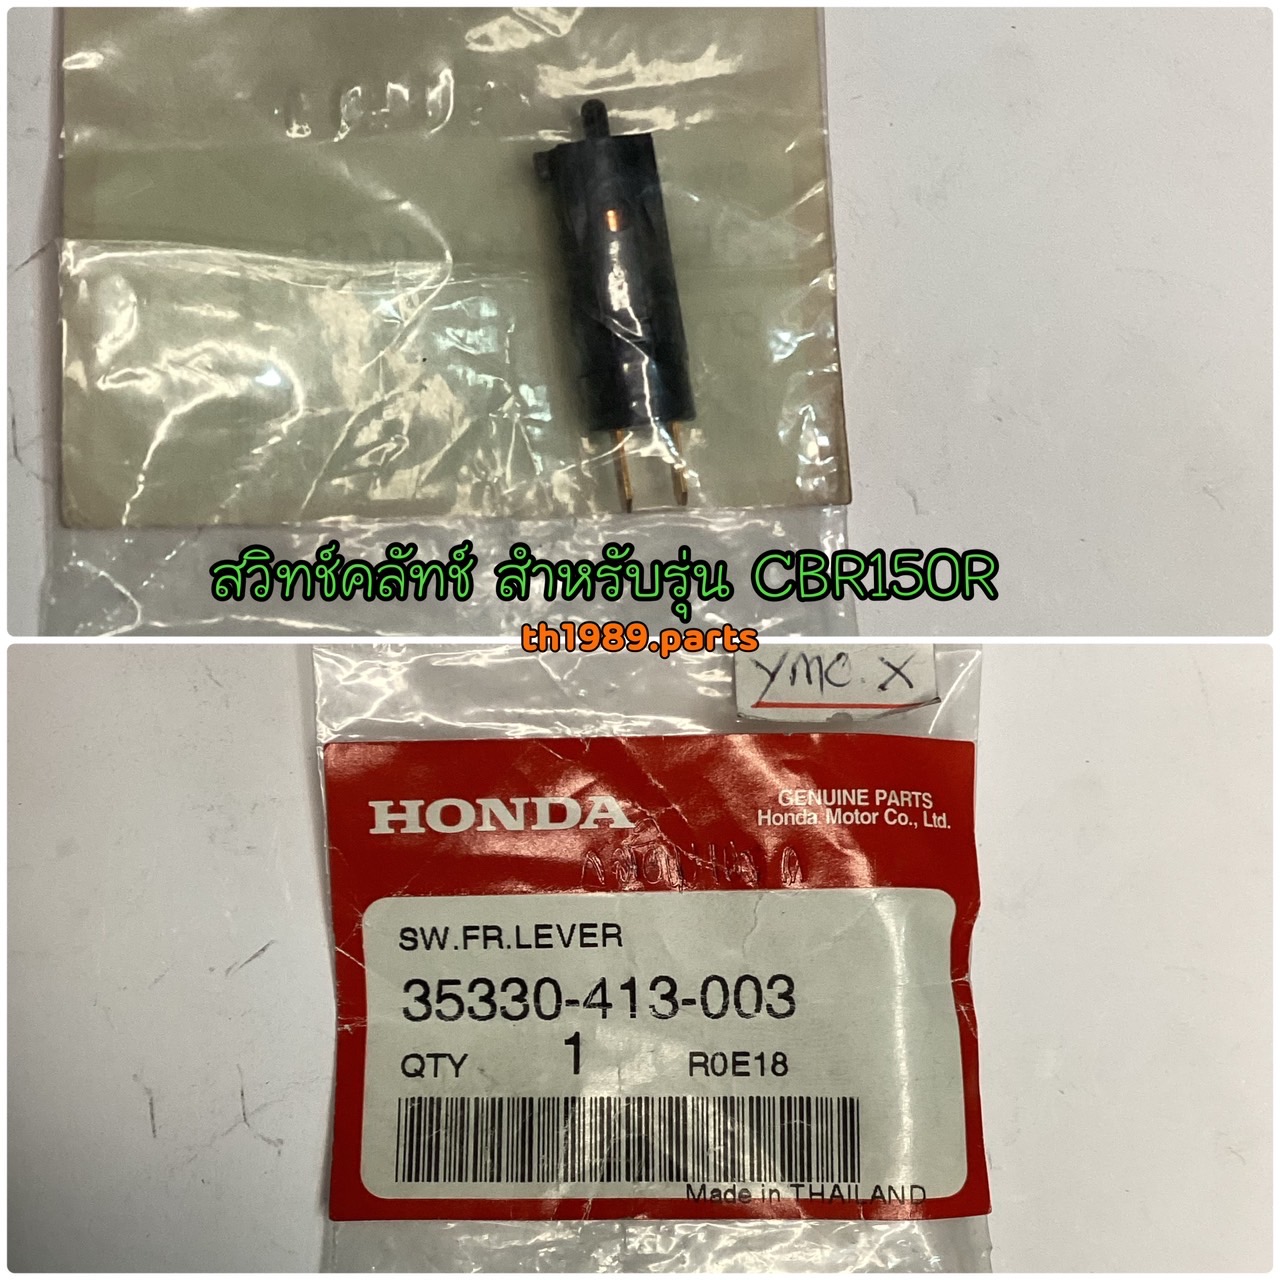 สวิทช์คลัทช์ สำหรับรุ่น CBR150R
th1989.parts
YMC.X
HONDA
GENUINE PARTS
Honda Motor Co., Ltd.
SW.FR.LEVER
35330-413-003
QTY 1 R0E18
Made in THAILAND